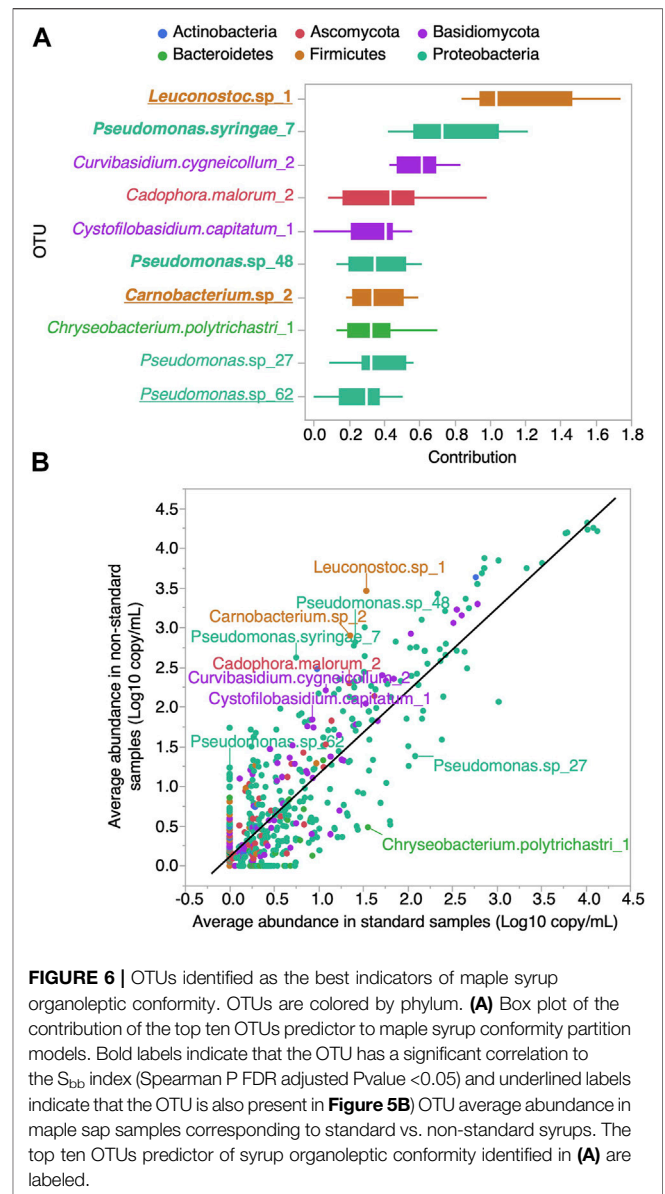 A
Actinobacteria Ascomycota Basidiomycota
Bacteroidetes Firmicutes Proteobacteria
OTU
Leuconostoc.sp_1
Pseudomonas.syringae_7
Curvibasidium.cygneicollum_2
Cadophora.malorum_2
Cystofilobasidium.capitatum_1
Pseudomonas.sp_48
Carnobacterium.sp_2
Chryseobacterium.polytrichastri_1
Pseudomonas.sp_27
Pseudomonas.sp_62
0.0 0.2 0.4 0.6 0.8 1.0 1.2 1.4 1.6 1.8
Contribution
B
Average abundance in non-standard
samples (Log10 copy/mL)
4.5
4.0
3.5
3.0
2.5
2.0
1.5
1.0
0.5
0.0
Leuconostoc.sp_1
Pseudomonas.sp_48
Carnobacterium.sp_2
Pseudomonas.syringae_7
Cadophora.malorum_2
Curvibasidium.cygneicollum_2
Cystofilobasidium.capitatum_1
Pseudomonas.sp_62
Pseudomonas.sp_27
Chryseobacterium.polytrichastri_1
-0.5 0.0 0.5 1.0 1.5 2.0 2.5 3.0 3.5 4.0 4.5
Average abundance in standard samples (Log10 copy/mL)
FIGURE 6 | OTUs identified as the best indicators of maple syrup
organoleptic conformity. OTUs are colored by phylum. (A) Box plot of the
contribution of the top ten OTUs predictor to maple syrup conformity partition
models. Bold labels indicate that the OTU has a significant correlation to
the Sbb index (Spearman P FDR adjusted Pvalue <0.05) and underlined labels
indicate that the OTU is also present in Figure 5B) OTU average abundance in
maple sap samples corresponding to standard vs. non-standard syrups. The
top ten OTUs predictor of syrup organoleptic conformity identified in (A) are
labeled.